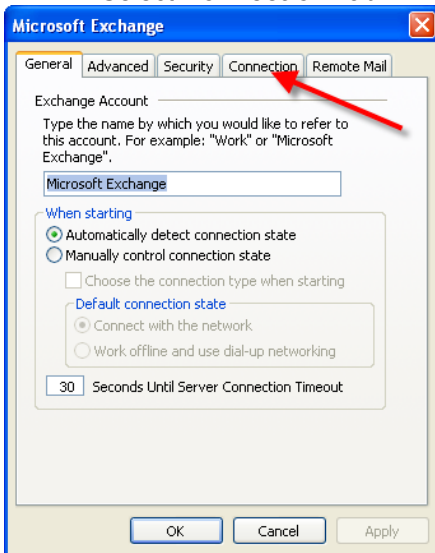 Microsoft Exchange
General Advanced Security Connection Remote Mail
Exchange Account
Type the name by which you would like to refer to
this account. For example: "Work" or "Microsoft
Exchange".
Microsoft Exchange
When starting
Automatically detect connection state
Manually control connection state
Choose the connection type when starting
Default connection state
Connect with the network
Work offline and use dial-up networking
30 Seconds Until Server Connection Timeout
OK Cancel Apply